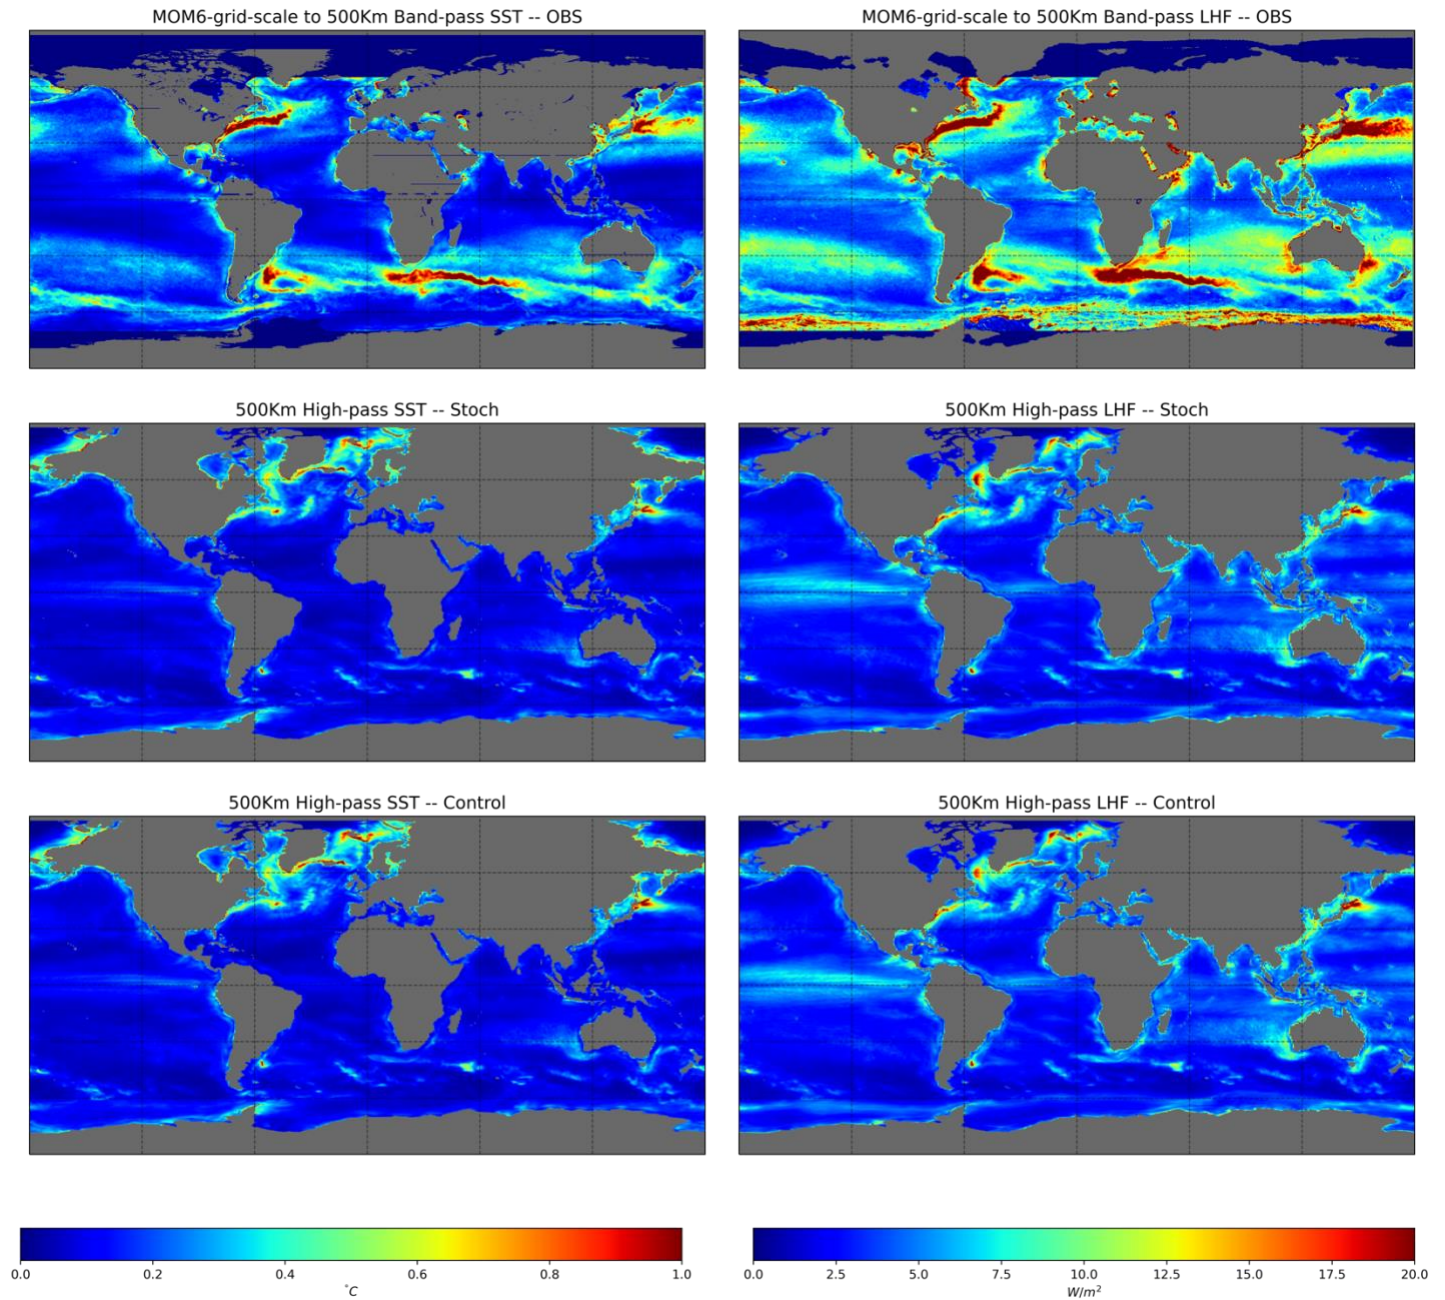 MOM6-grid-scale to 500Km Band-pass SST -- OBS
MOM6-grid-scale to 500Km Band-pass LHF -- OBS
500Km High-pass SST -- Stoch
500Km High-pass LHF -- Stoch
500Km High-pass SST -- Control
500Km High-pass LHF -- Control
0.0 0.2 0.4 0.6 0.8 1.0
°C
0.0 2.5 5.0 7.5 10.0 12.5 15.0 17.5 20.0
W/m²